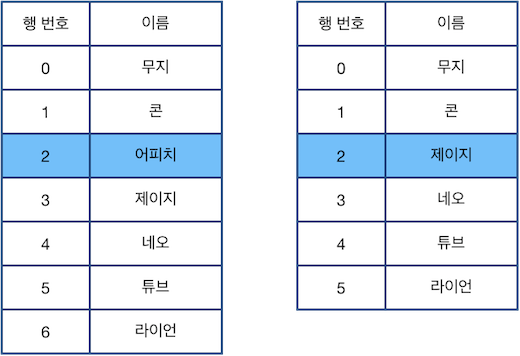 행 번호 이름
0 무지
1 콘
2 어피치
3 제이지
4 네오
5 튜브
6 라이언
행 번호 이름
0 무지
1 콘
2 제이지
3 네오
4 튜브
5 라이언